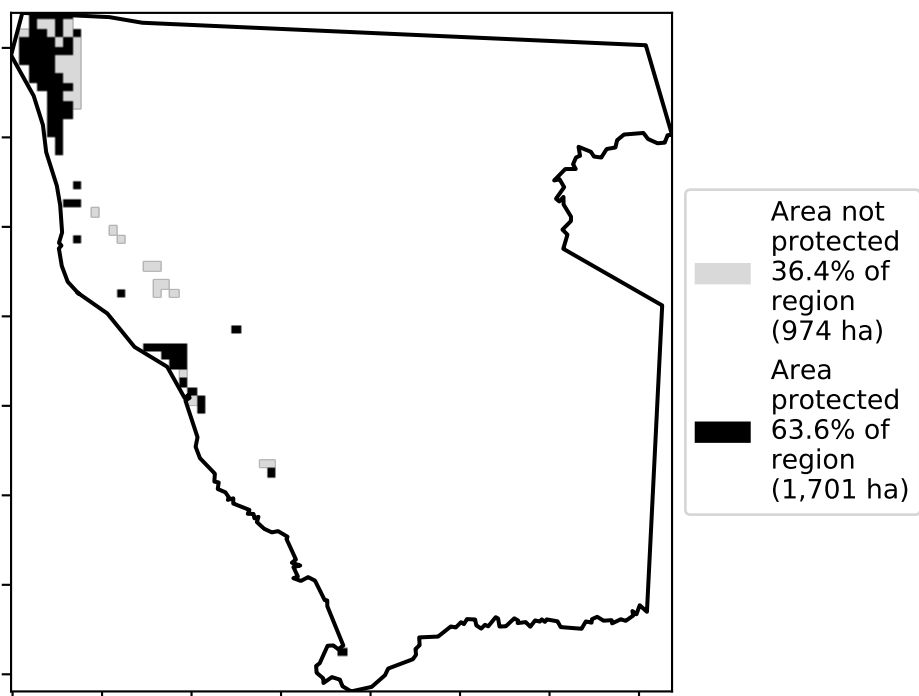 Area not
protected
36.4% of
region
(974 ha)
Area
protected
63.6% of
region
(1,701 ha)